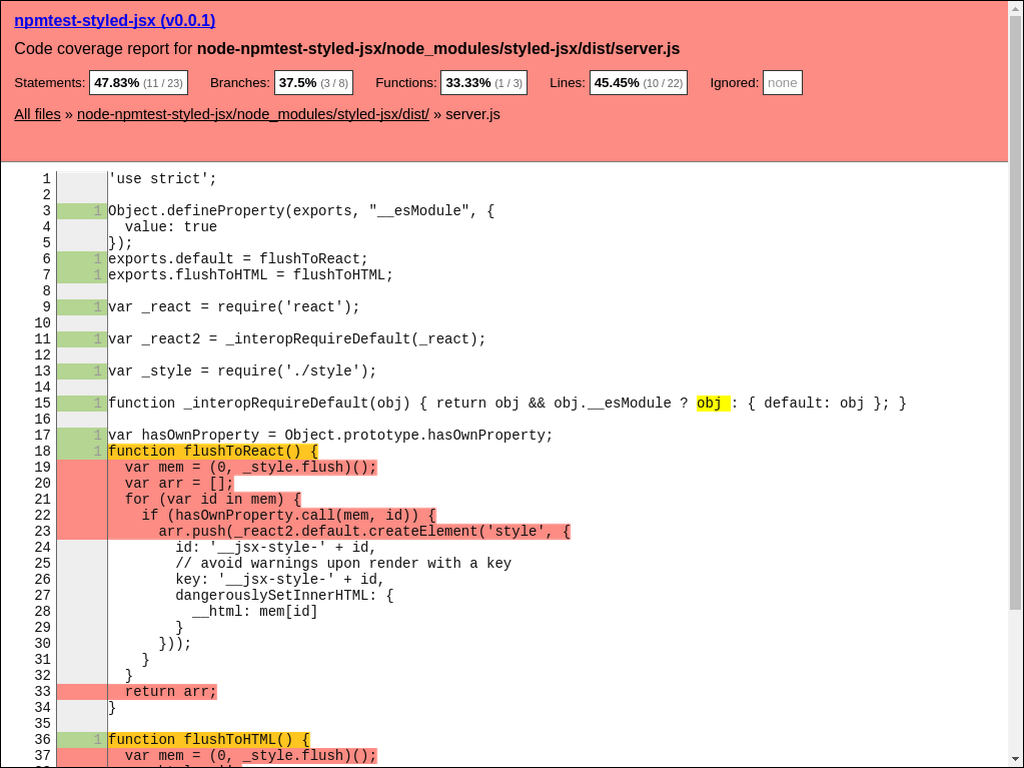 npmtest-styled-jsx (v0.0.1)
Code coverage report for node-npmtest-styled-jsx/node_modules/styled-jsx/dist/server.js
Statements: 47.83% (11 / 23) Branches: 37.5% (3 / 8) Functions: 33.33% (1 / 3) Lines: 45.45% (10 / 22) Ignored: none
All files » node-npmtest-styled-jsx/node_modules/styled-jsx/dist/ » server.js
1 'use strict';
2
3 1 Object.defineProperty(exports, "__esModule", {
4   value: true
5 });
6 1 exports.default = flushToReact;
7 1 exports.flushToHTML = flushToHTML;
8
9 1 var _react = require('react');
10
11 1 var _react2 = _interopRequireDefault(_react);
12
13 1 var _style = require('./style');
14
15 1 function _interopRequireDefault(obj) { return obj && obj.__esModule ? obj : { default: obj }; }
16
17 1 var hasOwnProperty = Object.prototype.hasOwnProperty;
18 1 function flushToReact() {
19   var mem = (0, _style.flush)();
20   var arr = [];
21   for (var id in mem) {
22     if (hasOwnProperty.call(mem, id)) {
23       arr.push(_react2.default.createElement('style', {
24         id: '__jsx-style-' + id,
25         // avoid warnings upon render with a key
26         key: '__jsx-style-' + id,
27         dangerouslySetInnerHTML: {
28           __html: mem[id]
29         }
30       }));
31     }
32   }
33   return arr;
34 }
35
36 1 function flushToHTML() {
37   var mem = (0, _style.flush)();